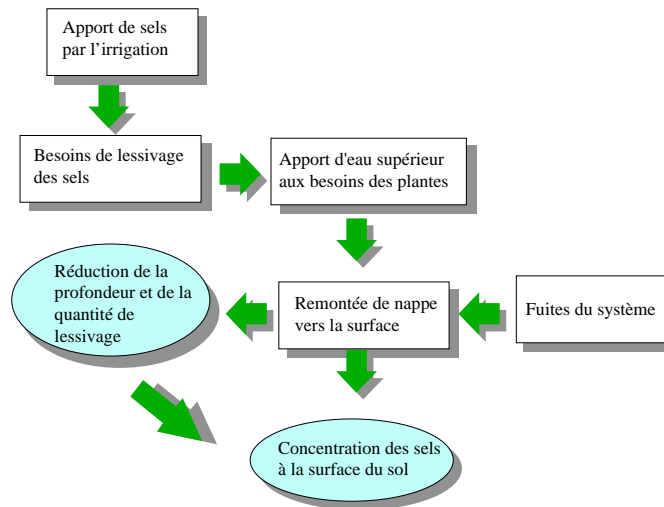 Apport de sels
par l’irrigation
Besoins de lessivage
des sels
Apport d'eau supérieur
aux besoins des plantes
Réduction de la
profondeur et de la
quantité de
lessivage
Remontée de nappe
vers la surface
Fuites du système
Concentration des sels
à la surface du sol